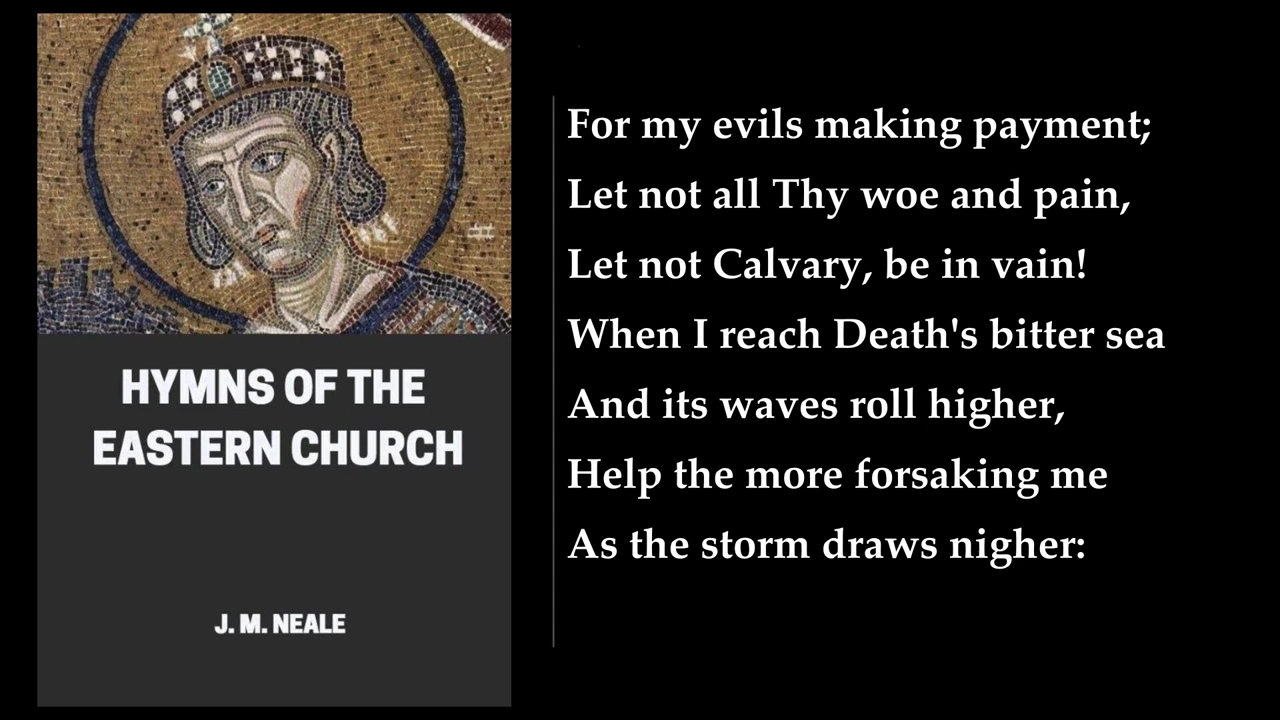 HYMNS OF THE
EASTERN CHURCH
J. M. NEALE
For my evils making payment;
Let not all Thy woe and pain,
Let not Calvary, be in vain!
When I reach Death's bitter sea
And its waves roll higher,
Help the more forsaking me
As the storm draws nigher: